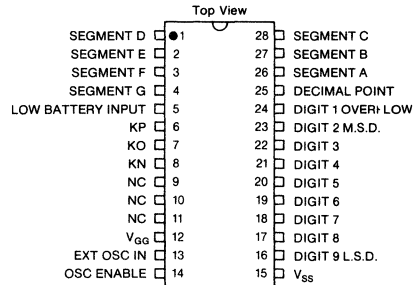 Top View
SEGMENT D 1 28 SEGMENT C
SEGMENT E 2 27 SEGMENT B
SEGMENT F 3 26 SEGMENT A
SEGMENT G 4 25 DECIMAL POINT
LOW BATTERY INPUT 5 24 DIGIT 1 OVERFLOW
KP 6 23 DIGIT 2 M.S.D.
KO 7 22 DIGIT 3
KN 8 21 DIGIT 4
NC 9 20 DIGIT 5
NC 10 19 DIGIT 6
NC 11 18 DIGIT 7
VGG 12 17 DIGIT 8
EXT OSC IN 13 16 DIGIT 9 L.S.D.
OSC ENABLE 14 15 VSS